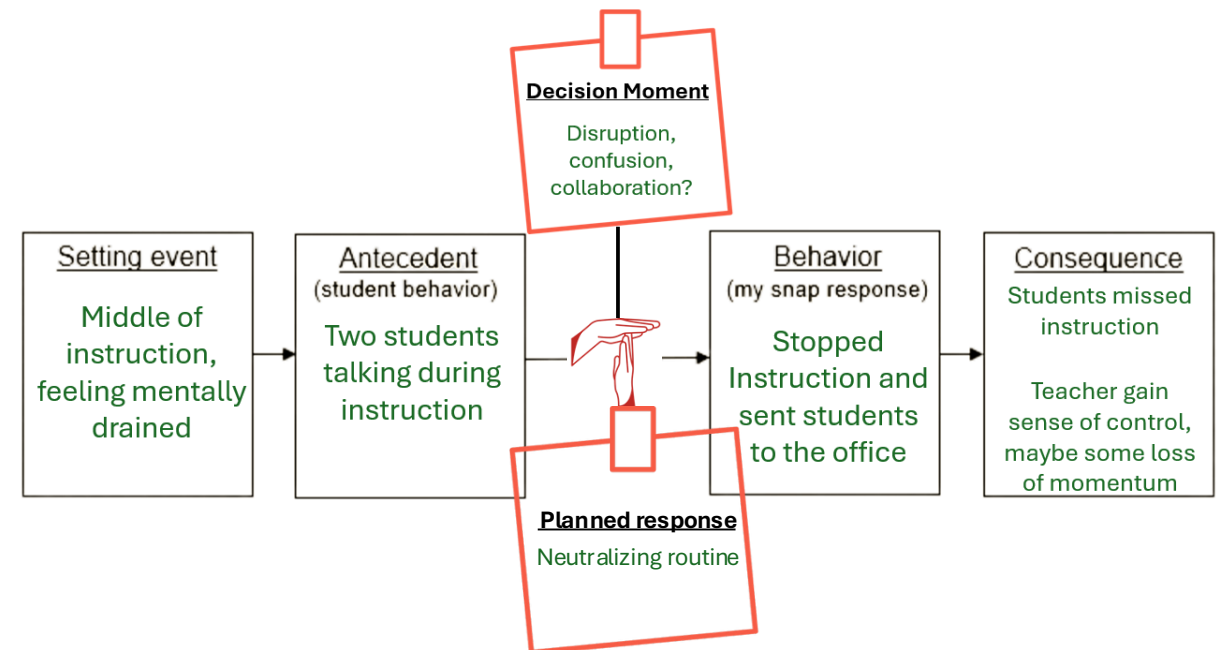 Decision Moment
Disruption,
confusion,
collaboration?
Setting event
Middle of
instruction,
feeling mentally
drained
Antecedent
(student behavior)
Two students
talking during
instruction
Behavior
(my snap response)
Stopped
Instruction and
sent students
to the office
Consequence
Students missed
instruction
Teacher gain
sense of control,
maybe some loss
of momentum
Planned response
Neutralizing routine